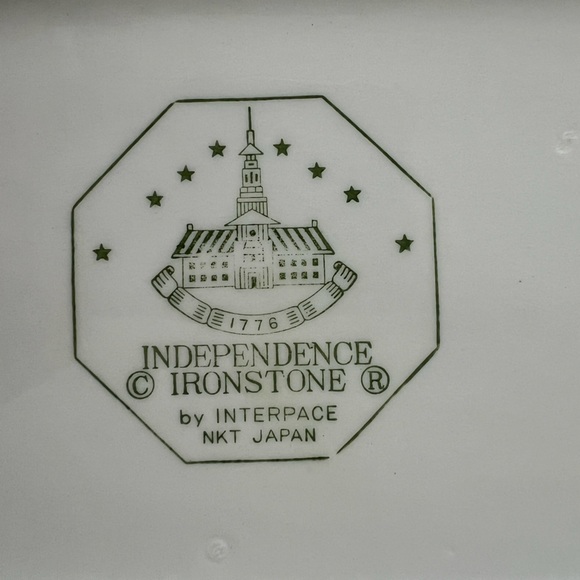 1776
INDEPENDENCE
© IRONSTONE ®
by INTERPACE
NKT JAPAN